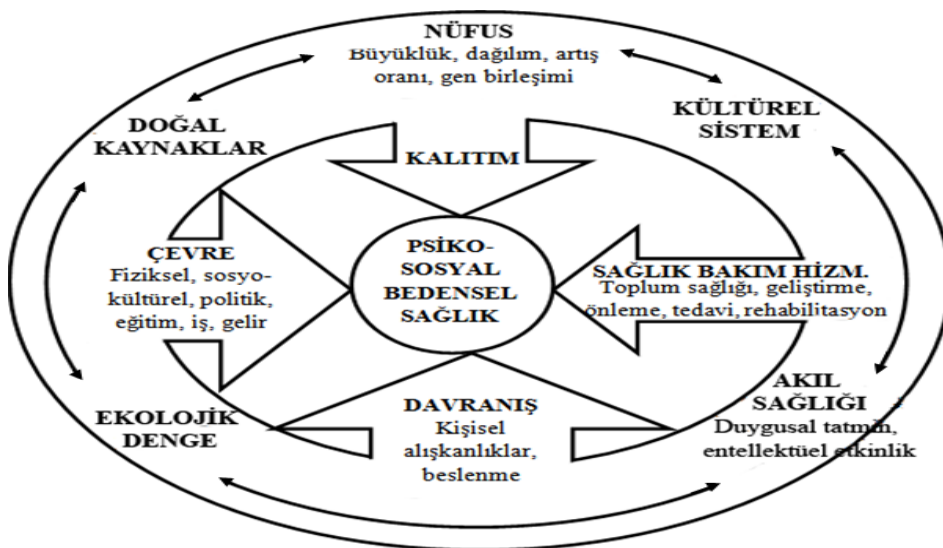 NÜFUS
Büyüklük, dağılım, artış
oranı, gen birleşimi
DOĞAL
KAYNAKLAR
KÜLTÜREL
SİSTEM
KALITIM
ÇEVRE
Fiziksel, sosyo-
kültürel, politik,
eğitim, iş, gelir
PSİKO-
SOSYAL
BEDENSEL
SAĞLIK
SAĞLIK BAKIM HİZM.
Toplum sağlığı, geliştirme,
önleme, tedavi, rehabilitasyon
EKOLOJİK
DENGE
DAVRANIŞ
Kişisel
alışkanlıklar,
beslenme
AKIL
SAĞLIĞI
Duygusal tatmin,
entellektüel etkinlik